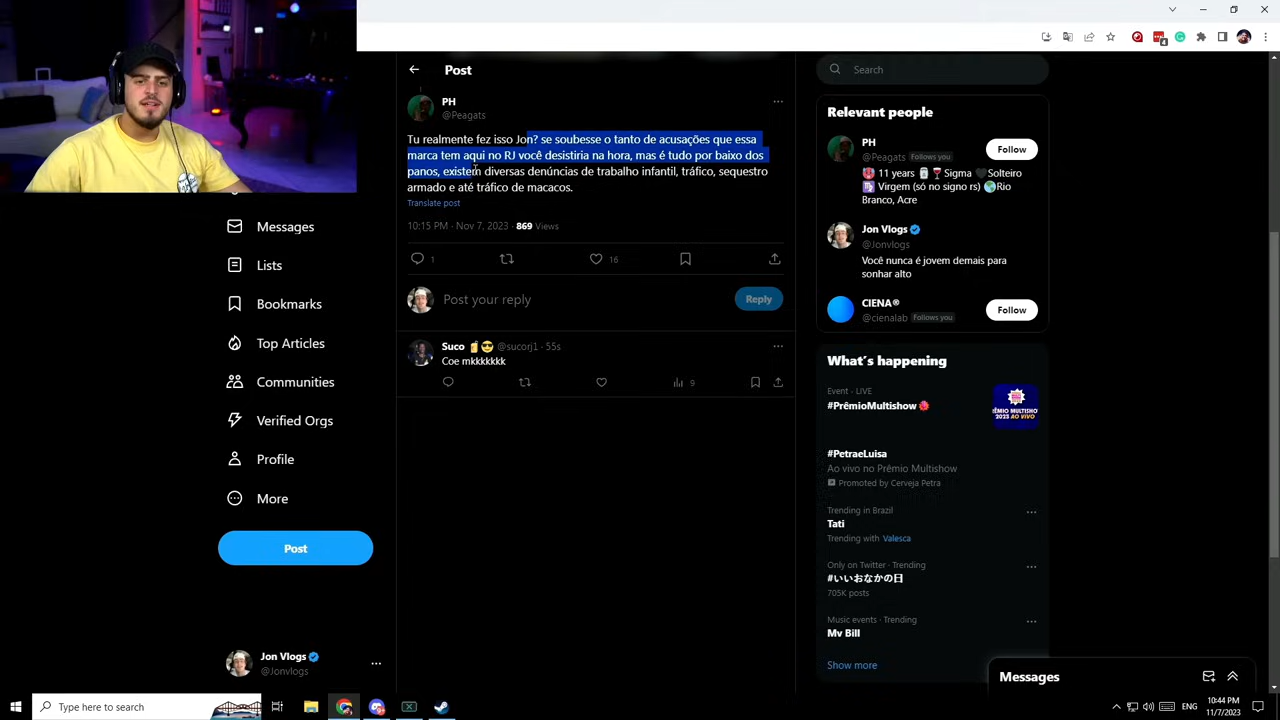 Post
PH
@Peagats
Tu realmente fez isso Jon? se soubesse o tanto de acusações que essa
marca tem aqui no RJ você desistiria na hora, mas é tudo por baixo dos
panos, existem diversas denúncias de trabalho infantil, tráfico, sequestro
armado e até tráfico de macacos.
Translate post
10:15 PM · Nov 7, 2023 · 869 Views
1
16
Post your reply
Reply
Suco 🍺😎 @sucorj1 · 55s
Coe mkkkkkkk
9
Messages
Lists
Bookmarks
Top Articles
Communities
Verified Orgs
Profile
More
Post
Jon Vlogs
@Jonvlogs
Search
Relevant people
PH
@Peagats Follows you
Follow
👹 11 years 🗿🍷Sigma 🖤Solteiro
♍ Virgem (só no signo rs) 🌎Rio
Branco, Acre
Jon Vlogs
@Jonvlogs
Você nunca é jovem demais para
sonhar alto
CIENA®
@cienalab Follows you
Follow
What's happening
Event · LIVE
#PrêmioMultishow
#PetraeLuisa
Ao vivo no Prêmio Multishow
Promoted by Cerveja Petra
Trending in Brazil
Tati
Trending with Valesca
Only on Twitter · Trending
#いいおなかの日
705K posts
Music events · Trending
Mv Bill
Show more
Messages
Type here to search
ENG
10:44 PM
11/7/2023